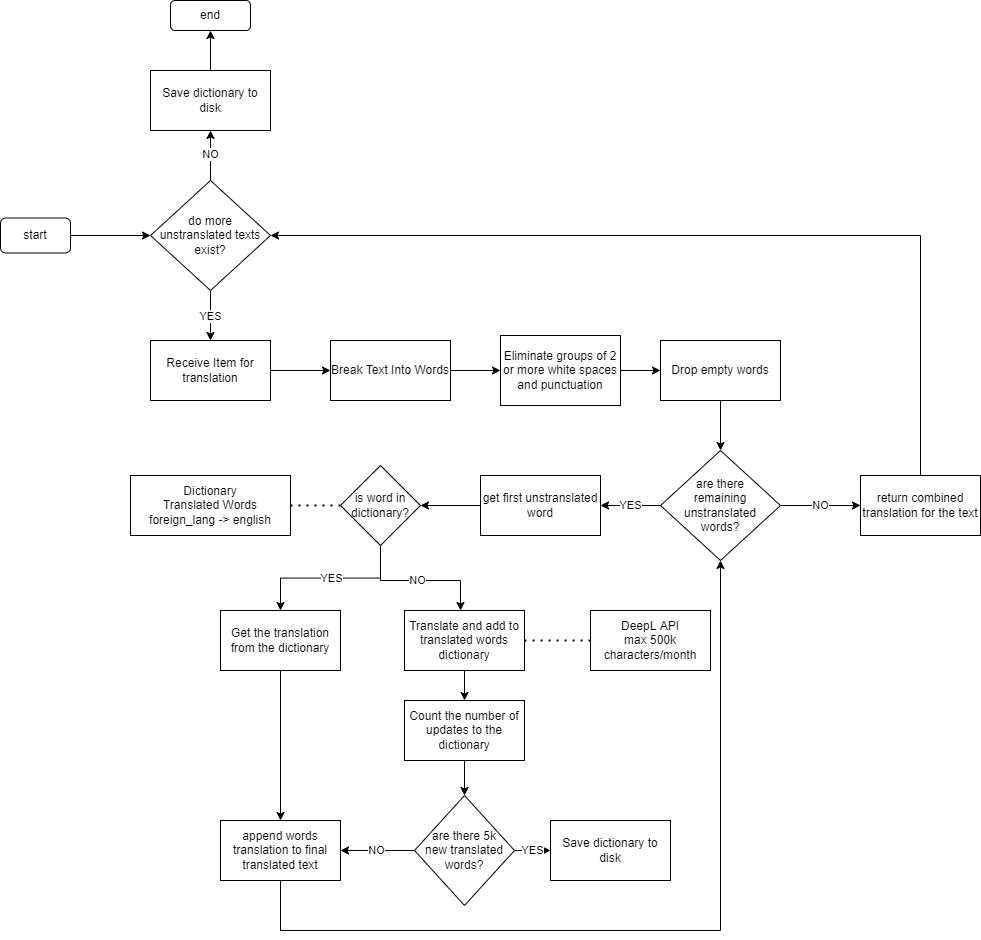 end
Save dictionary to
disk
NO
start
do more
unstranslated texts
exist?
YES
Receive Item for
translation
Break Text Into Words
Eliminate groups of 2
or more white spaces
and punctuation
Drop empty words
Dictionary
Translated Words
foreign_lang -> english
is word in
dictionary?
get first unstranslated
word
YES
are there
remaining
unstranslated
words?
NO
return combined
translation for the text
YES
NO
Get the translation
from the dictionary
Translate and add to
translated words
dictionary
DeepL API
max 500k
characters/month
Count the number of
updates to the
dictionary
append words
translation to final
translated text
NO
are there 5k
new translated
words?
YES
Save dictionary to
disk